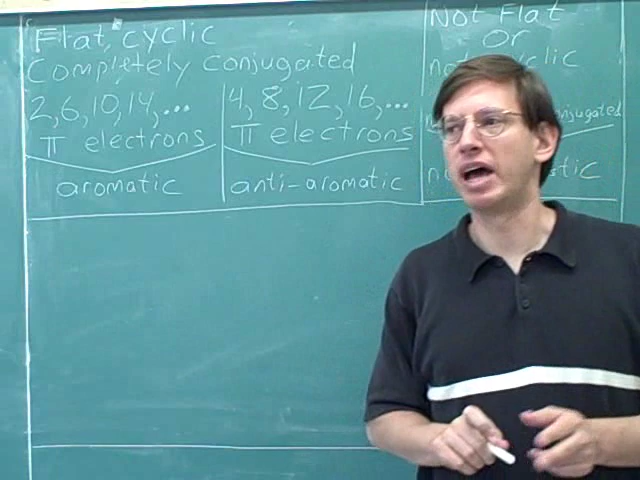 Flat, cyclic
Completely conjugated
2, 6, 10, 14, ...
π electrons
aromatic
4, 8, 12, 16, ...
π electrons
anti-aromatic
Not Flat
Or